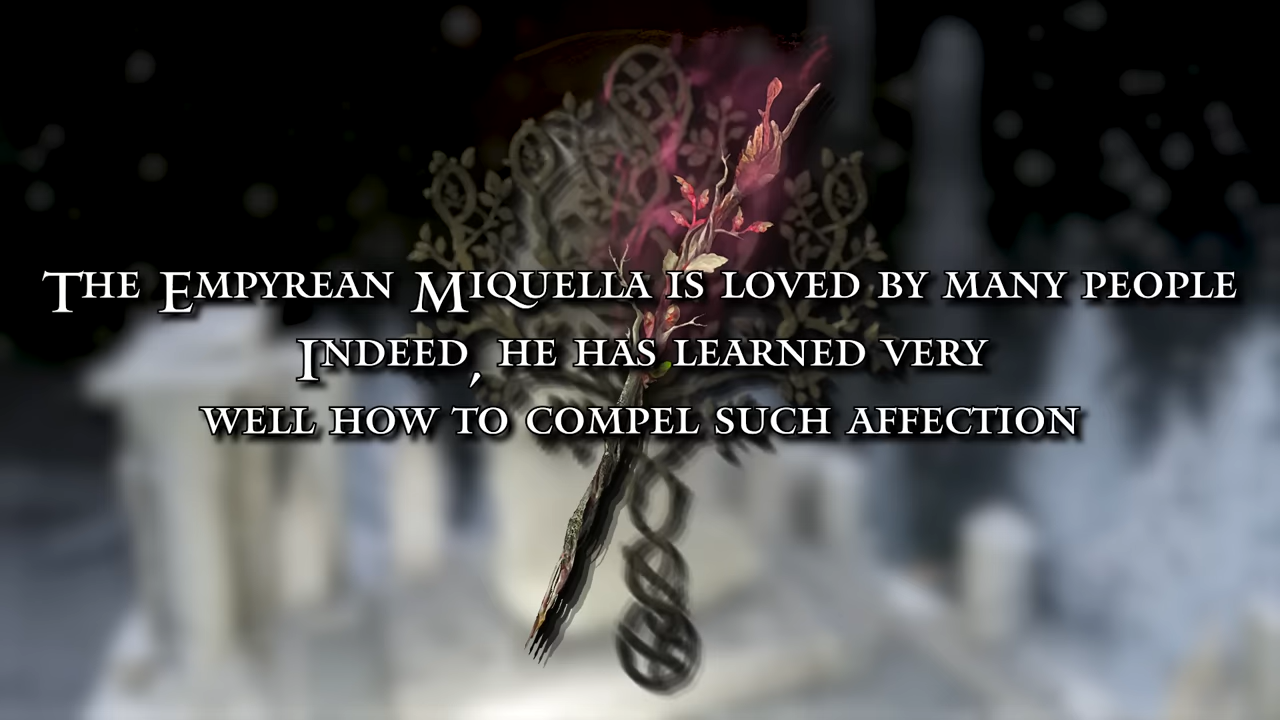 The Empyrean Miquella is loved by many people
Indeed, he has learned very
well how to compel such affection